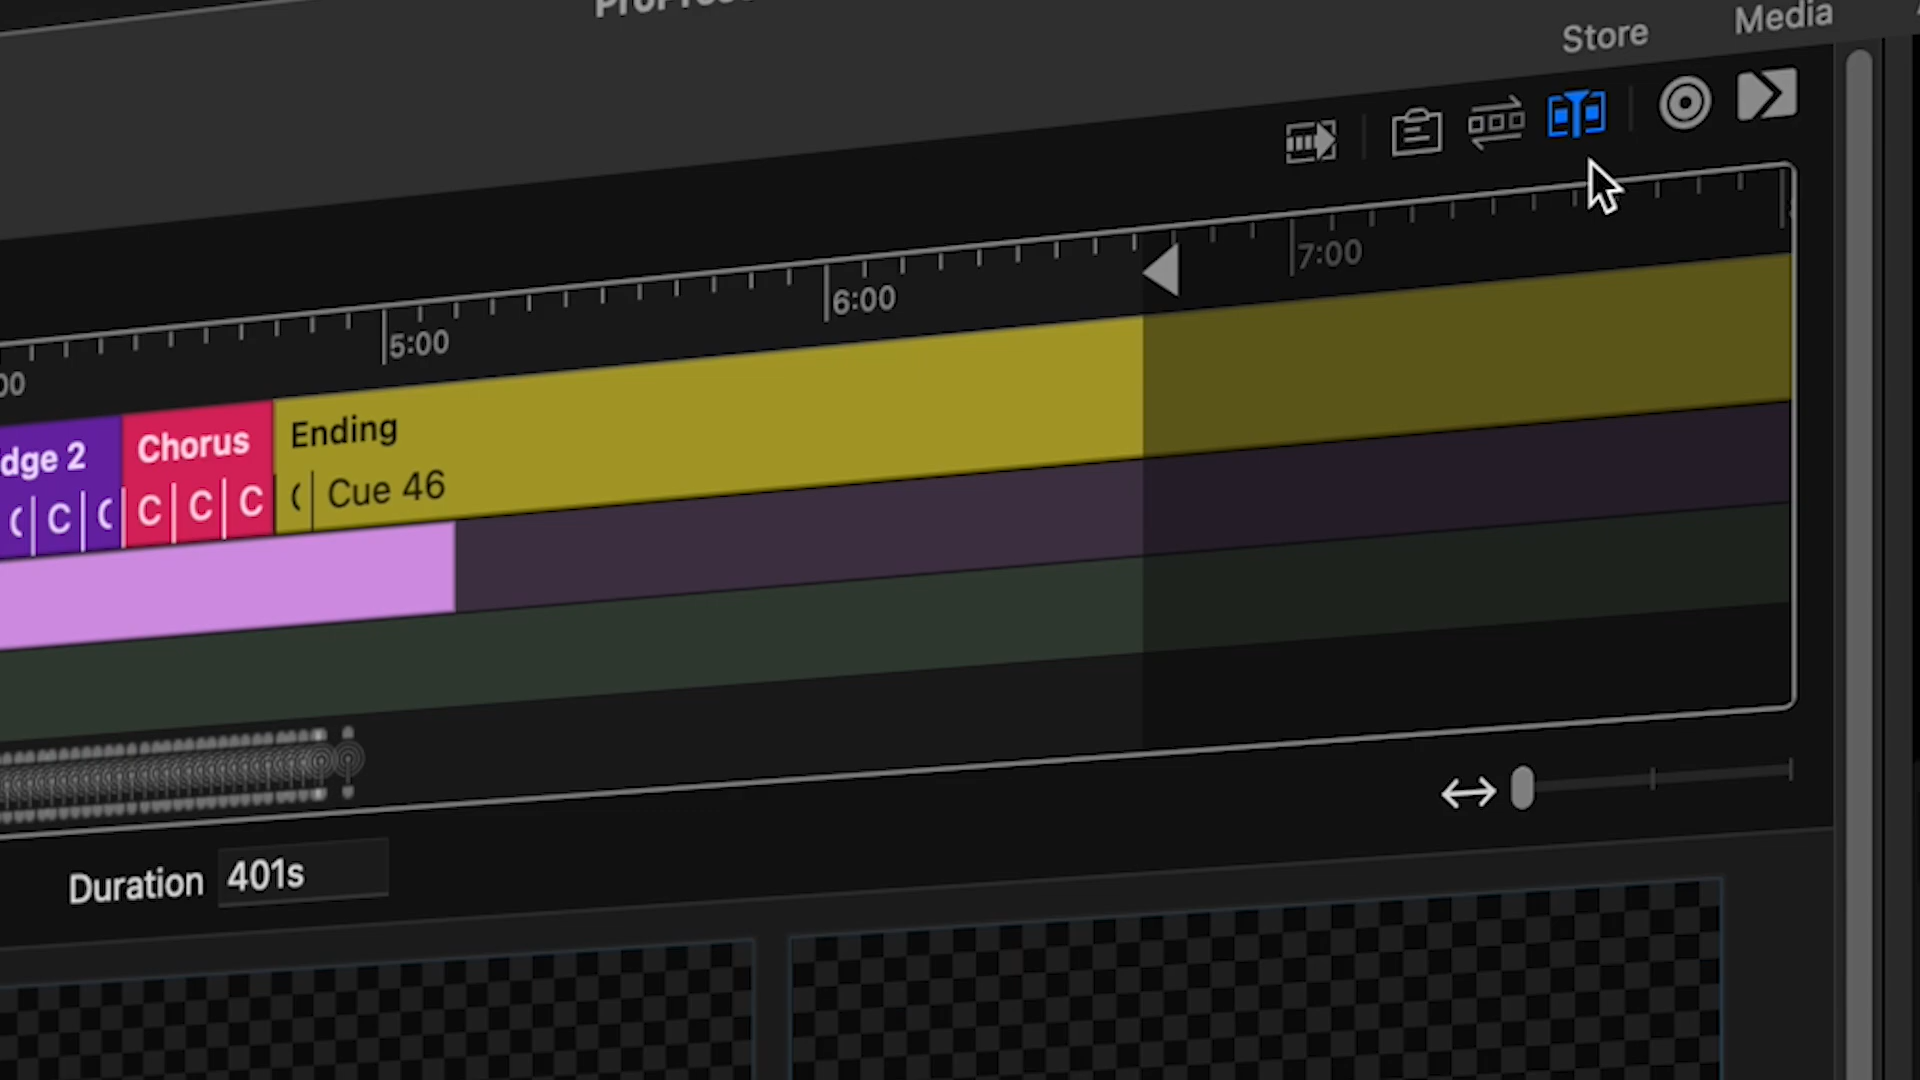 Store
Media
7:00
6:00
5:00
00
dge 2
Chorus
Ending
C
C
C
C
Cue 46
Duration
401s